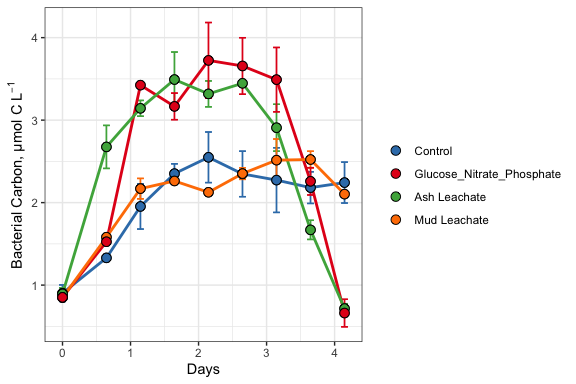 Bacterial Carbon, μmol C L⁻¹
4
3
2
1
0 1 2 3 4
Days
Control
Glucose_Nitrate_Phosphate
Ash Leachate
Mud Leachate